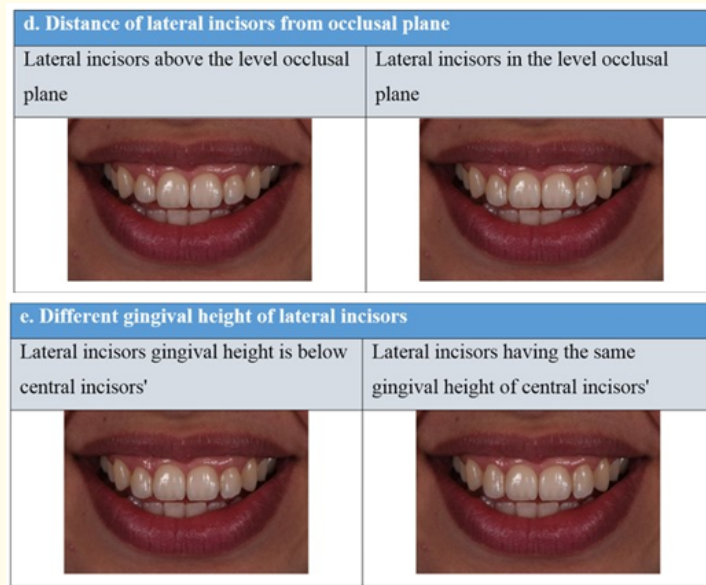 d. Distance of lateral incisors from occlusal plane
Lateral incisors above the level occlusal
plane
Lateral incisors in the level occlusal
plane
e. Different gingival height of lateral incisors
Lateral incisors gingival height is below
central incisors'
Lateral incisors having the same
gingival height of central incisors'